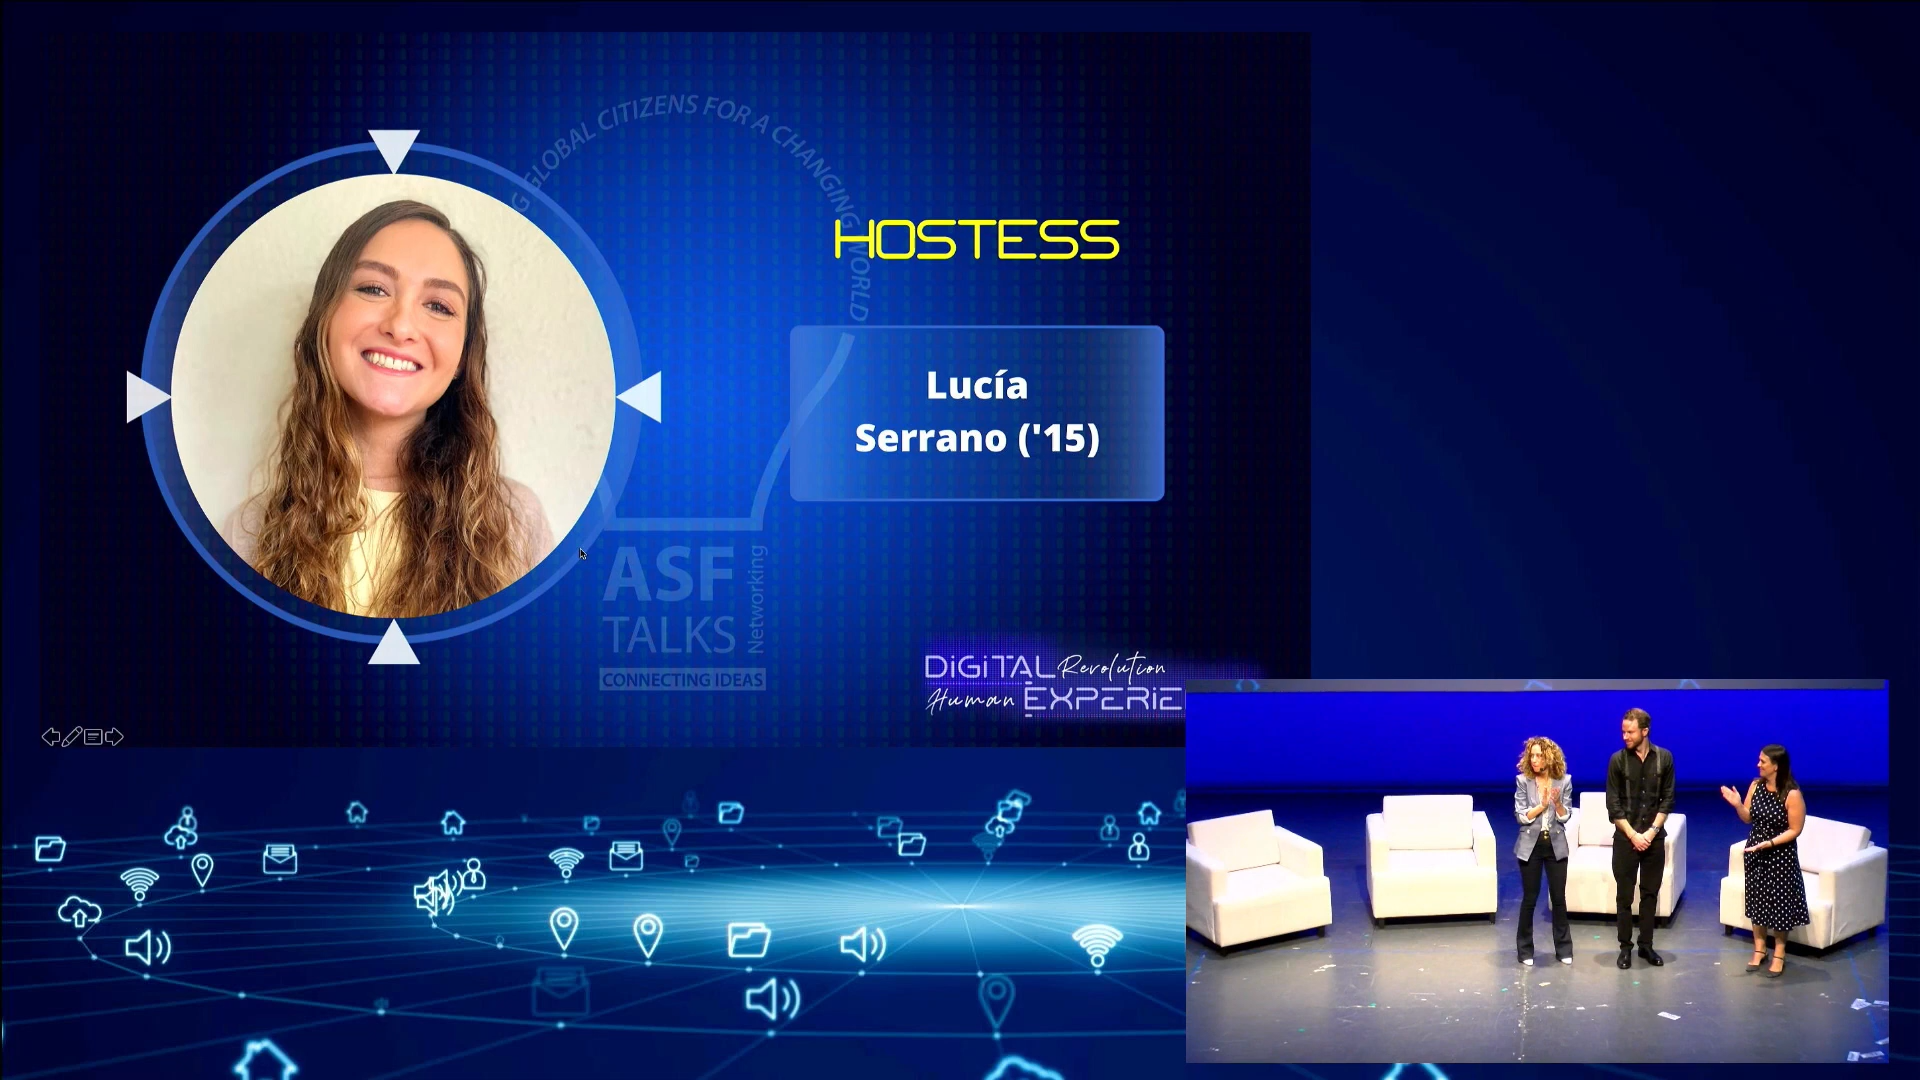 G GLOBAL CITIZENS FOR A CHANGING WORLD
HOSTESS
Lucía
Serrano ('15)
ASF
TALKS
Networking
CONNECTING IDEAS
DiGiTAL Revolution
Human EXPERiE